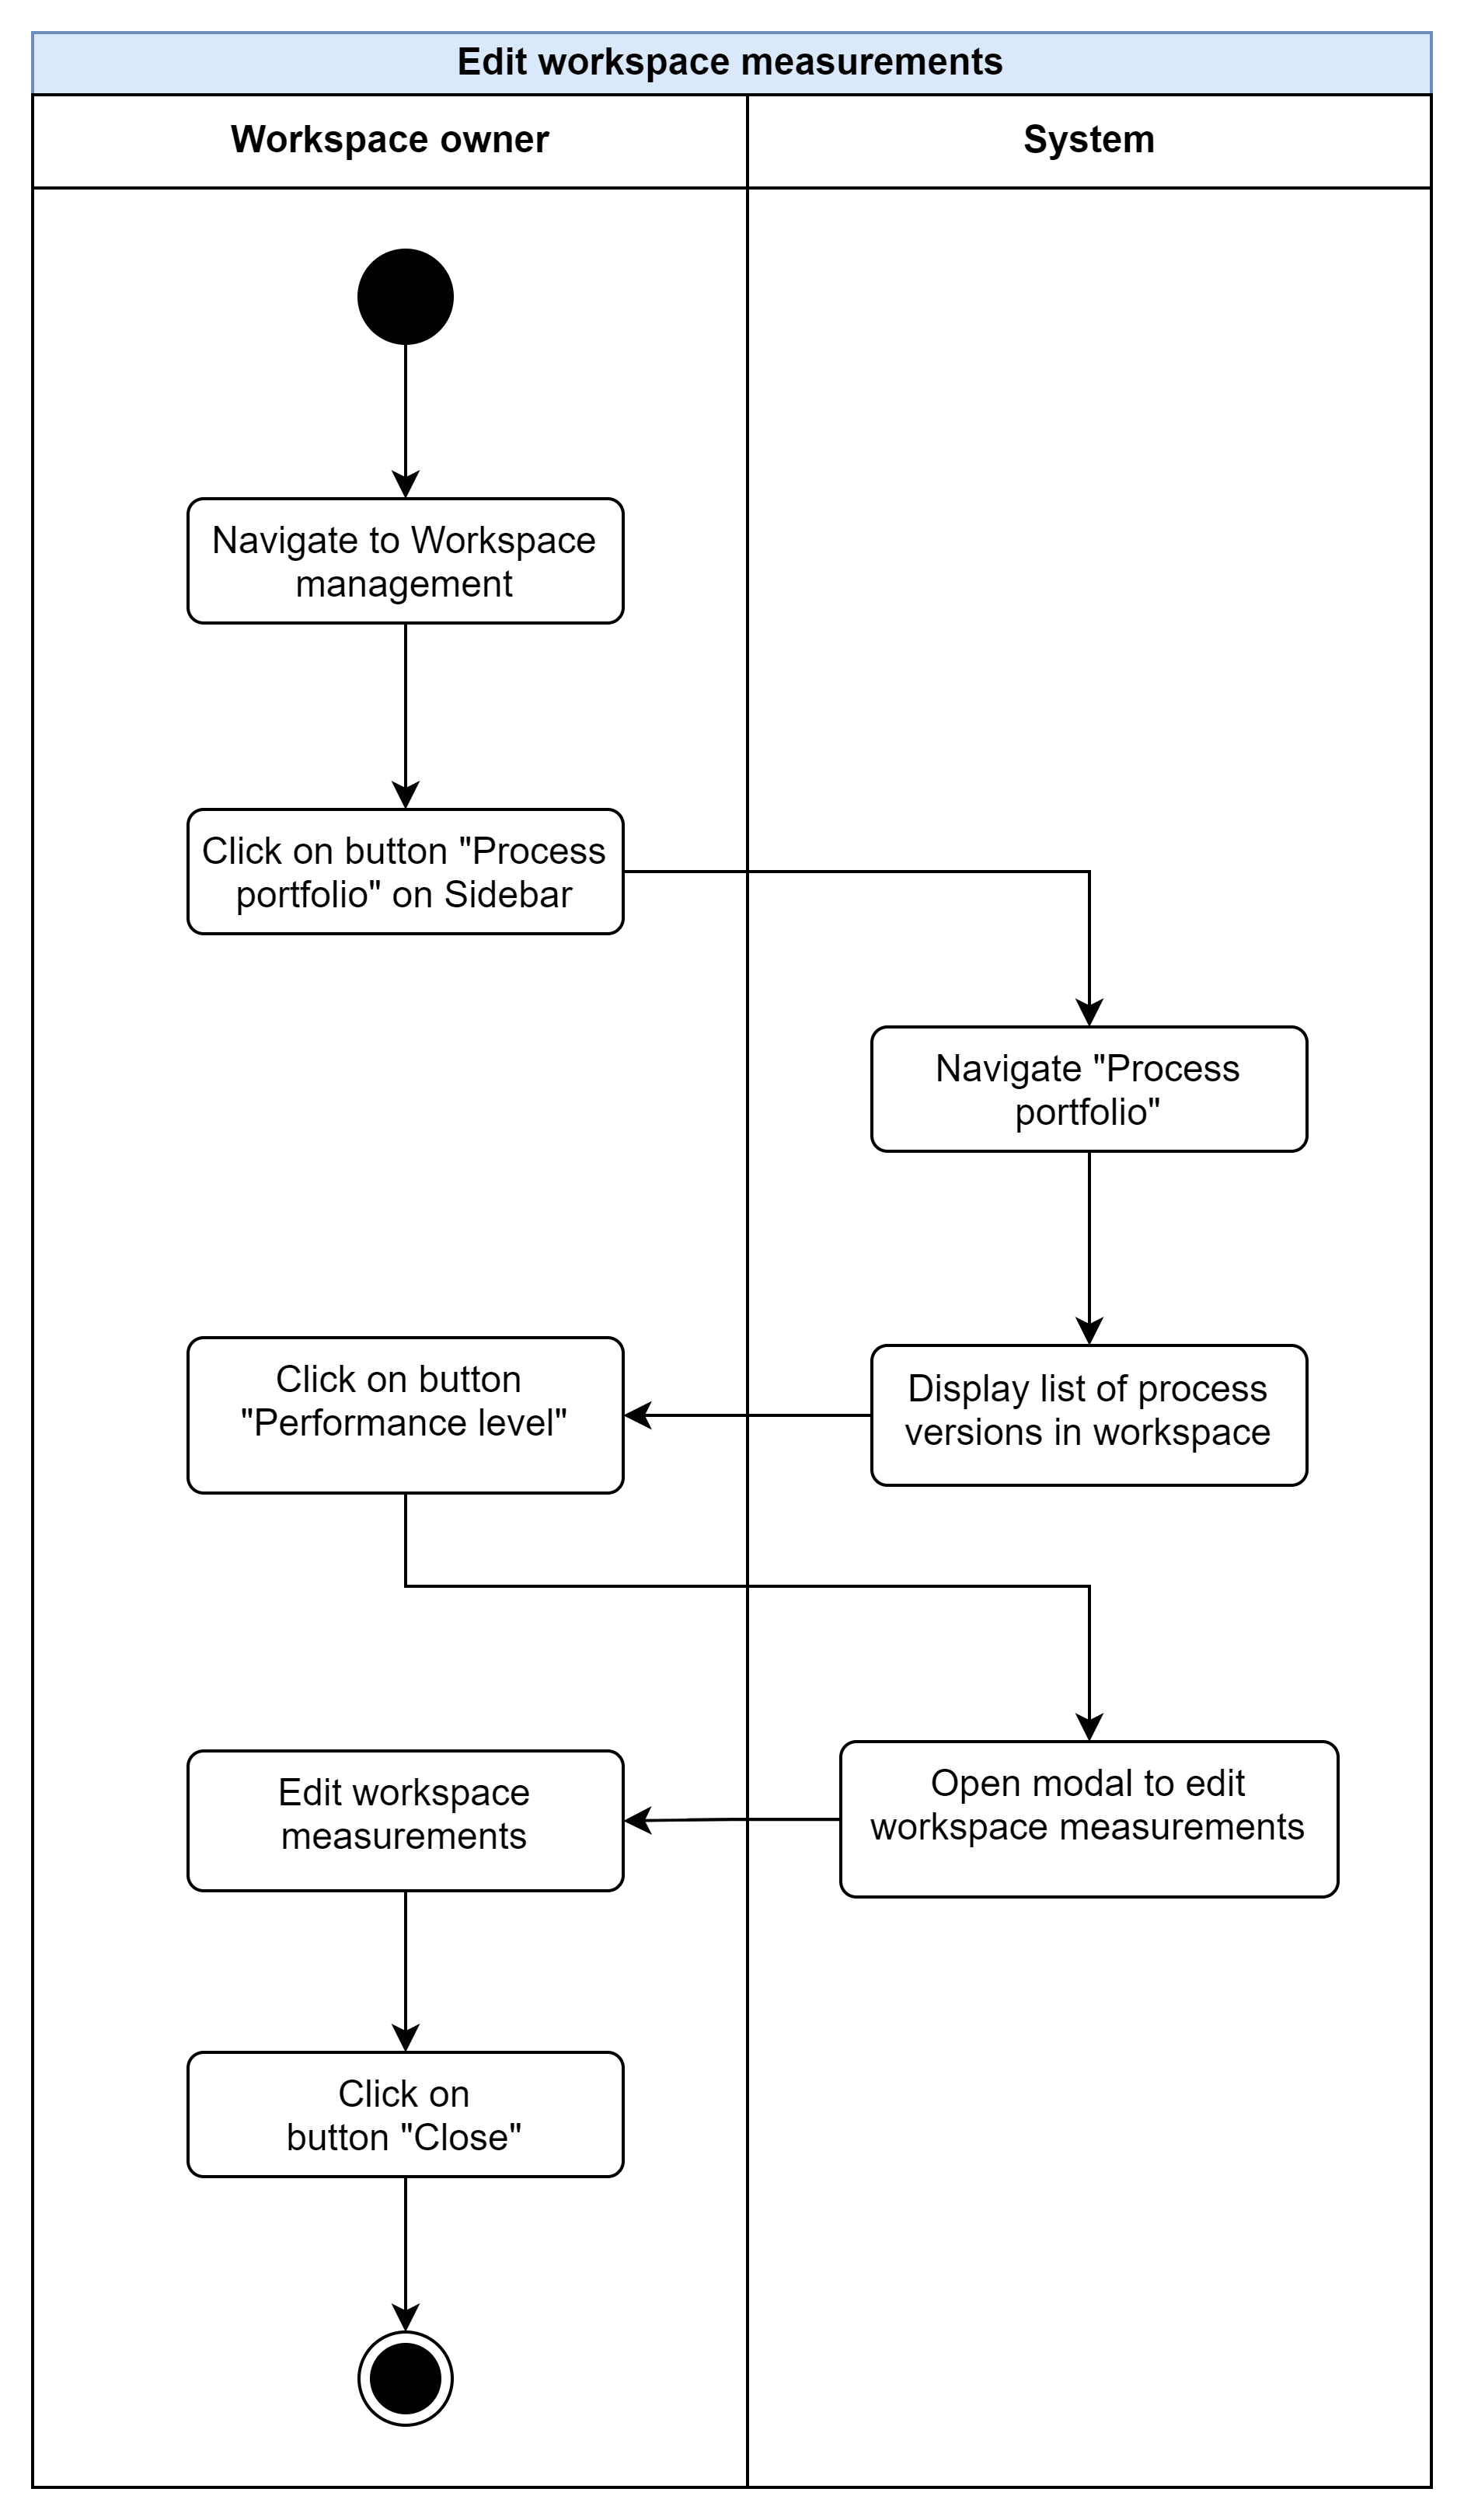 Edit workspace measurements
Workspace owner
System
Navigate to Workspace
management
Click on button "Process
portfolio" on Sidebar
Navigate "Process
portfolio"
Display list of process
versions in workspace
Click on button
"Performance level"
Open modal to edit
workspace measurements
Edit workspace
measurements
Click on
button "Close"